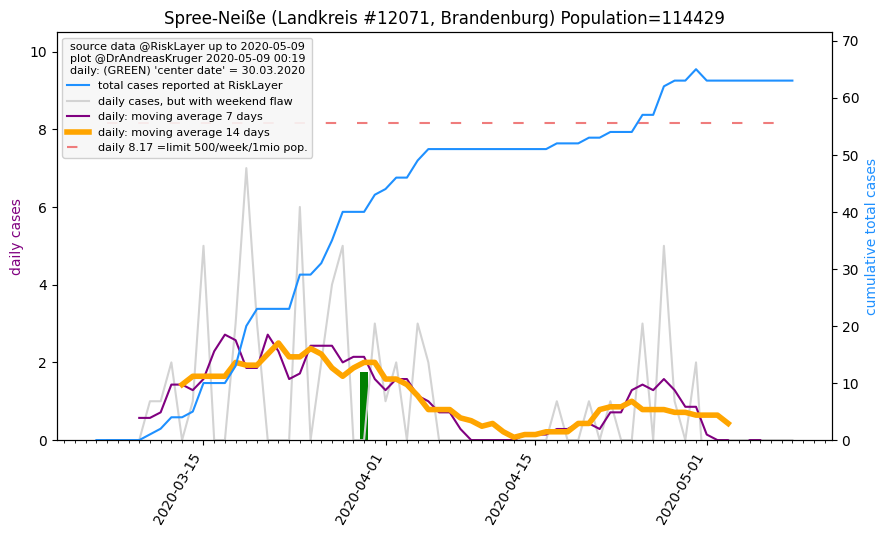 Spree-Neiße (Landkreis #12071, Brandenburg) Population=114429
source data @RiskLayer up to 2020-05-09
plot @DrAndreasKruger 2020-05-09 00:19
daily: (GREEN) 'center date' = 30.03.2020
total cases reported at RiskLayer
daily cases, but with weekend flaw
daily: moving average 7 days
daily: moving average 14 days
daily 8.17 =limit 500/week/1mio pop.
daily cases
10
8
6
4
2
0
cumulative total cases
70
60
50
40
30
20
10
0
2020-03-15
2020-04-01
2020-04-15
2020-05-01